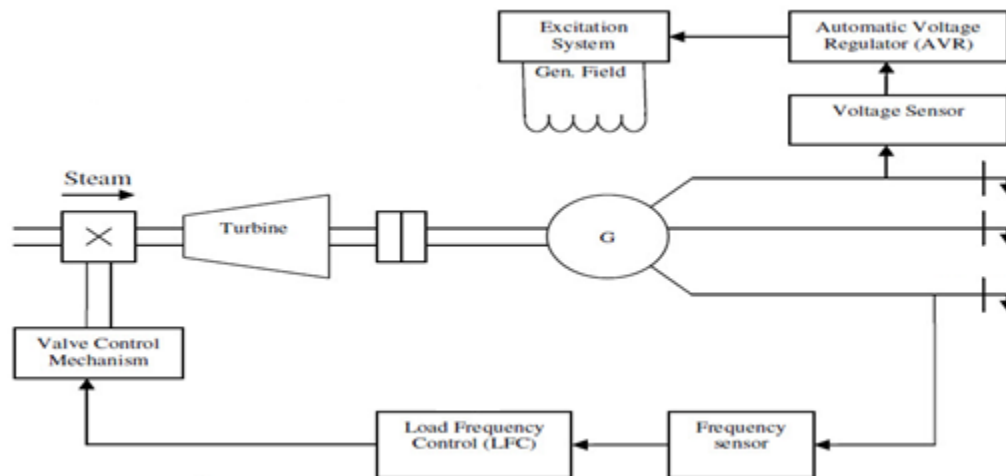 Excitation
System
Gen. Field
Automatic Voltage
Regulator (AVR)
Voltage Sensor
Steam
Turbine
G
Valve Control
Mechanism
Load Frequency
Control (LFC)
Frequency
sensor